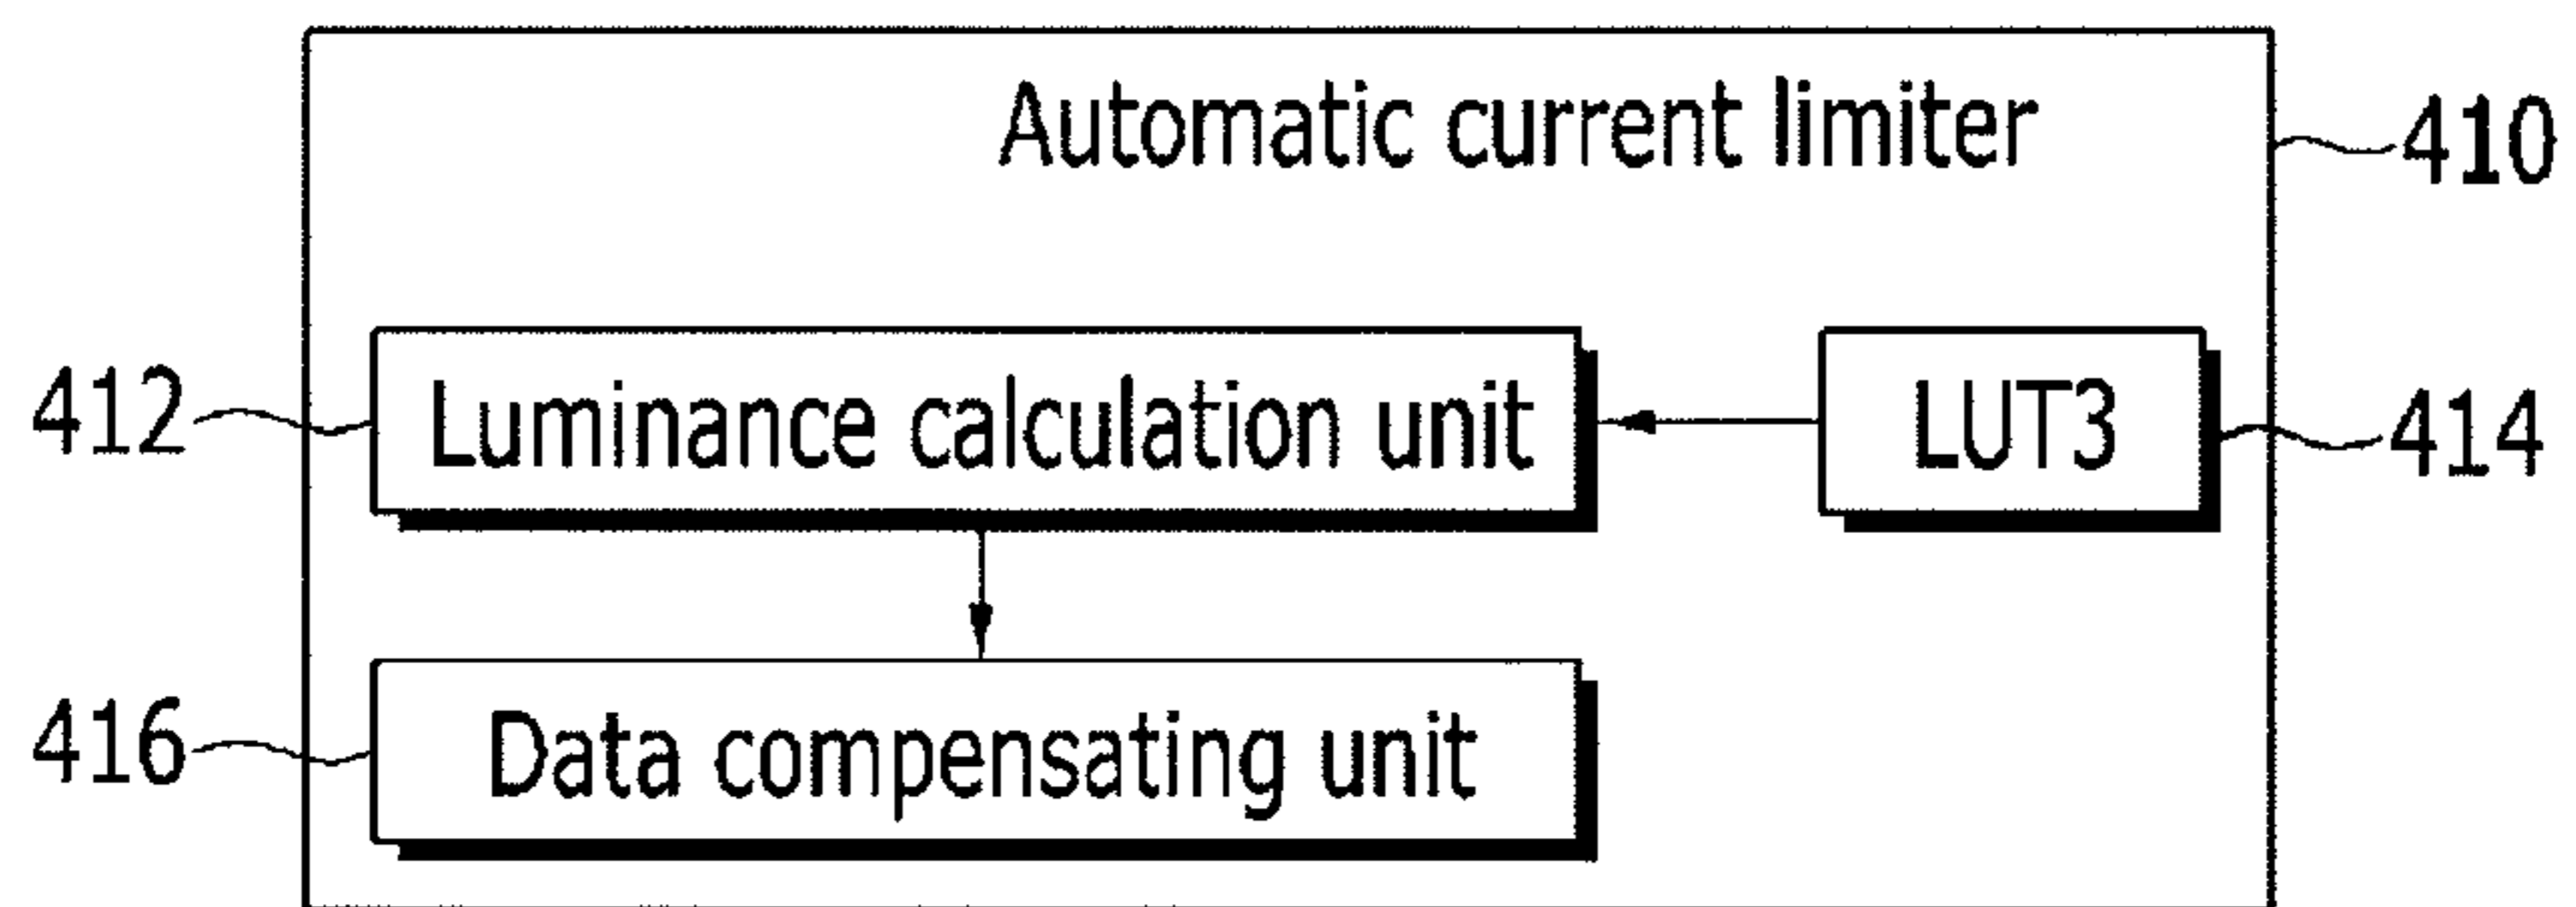 Automatic current limiter
410
412
Luminance calculation unit
LUT3
414
416
Data compensating unit